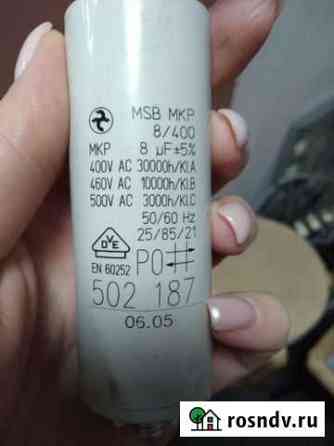 MSB MKP
8/400
MKP 8 µF±5%
400V AC 30000h/Kl.A
460V AC 10000h/Kl.B
500V AC 3000h/Kl.C
50/60 Hz
25/85/21
DVE
EN 60252 P0
502 187
06.05
rosndv.ru